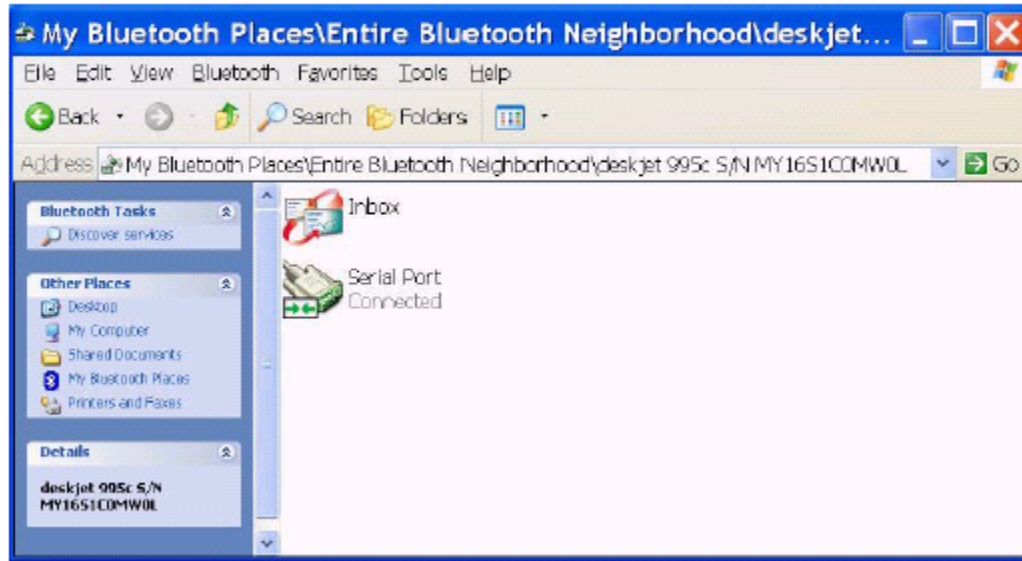 My Bluetooth Places\Entire Bluetooth Neighborhood\deskjet...
File Edit View Bluetooth Favorites Tools Help
Back Search Folders
Address My Bluetooth Places\Entire Bluetooth Neighborhood\deskjet 995c S/N MY16S1C0MW0L Go
Bluetooth Tasks
Discover services
Other Places
Desktop
My Computer
Shared Documents
My Bluetooth Places
Printers and Faxes
Details
deskjet 995c S/N
MY16S1C0MW0L
Inbox
Serial Port
Connected